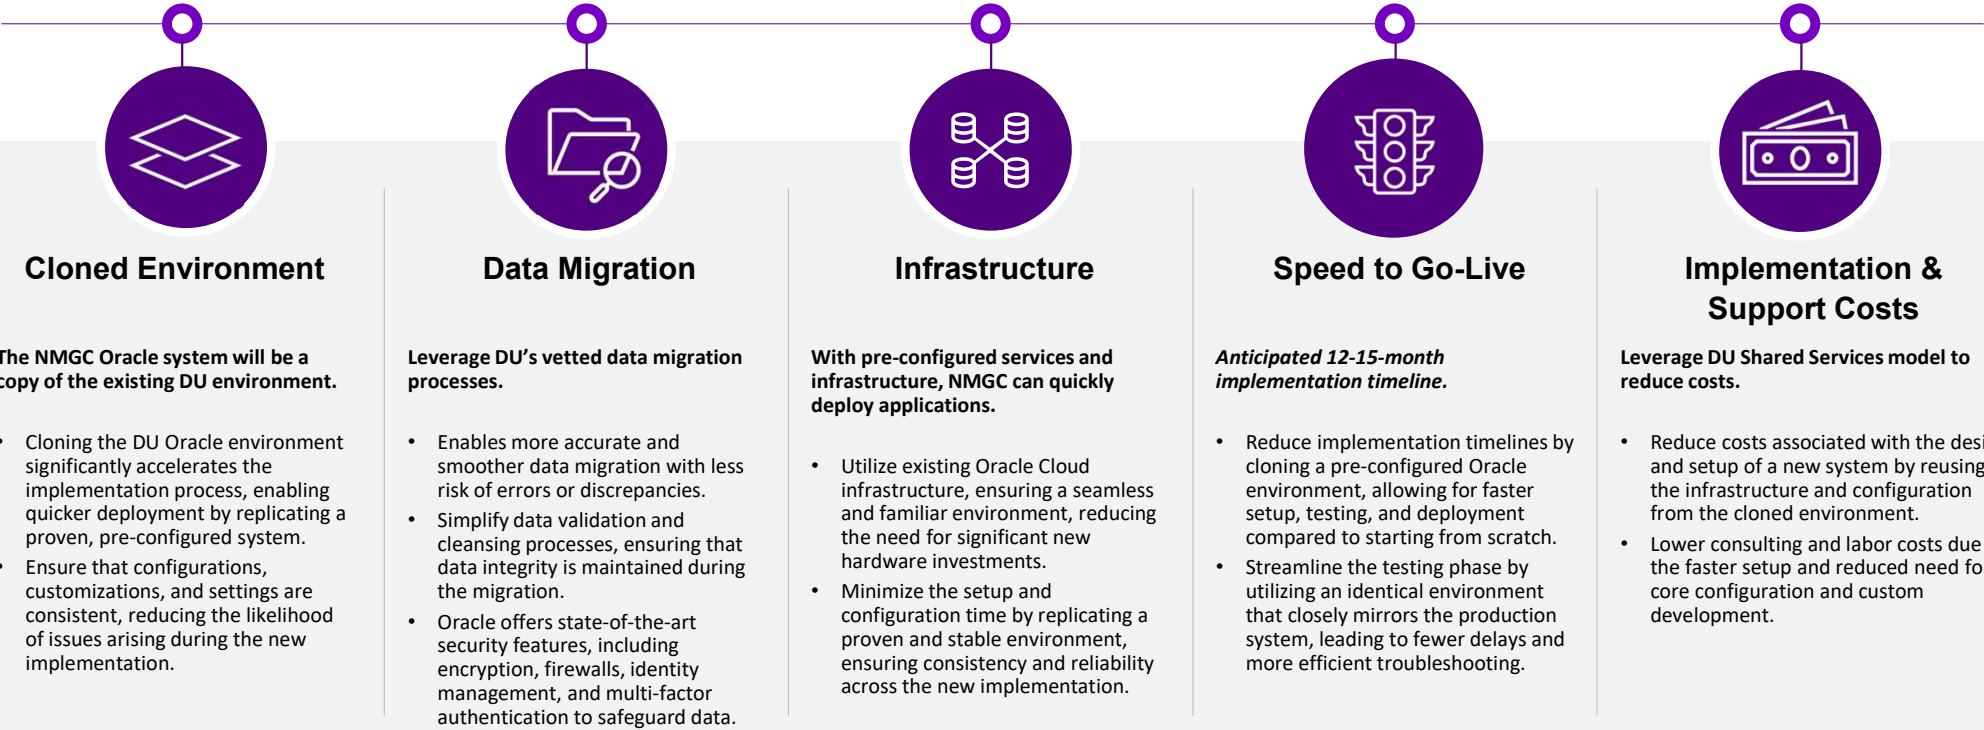 Cloned Environment
The NMGC Oracle system will be a
copy of the existing DU environment.
• Cloning the DU Oracle environment
significantly accelerates the
implementation process, enabling
quicker deployment by replicating a
proven, pre-configured system.
• Ensure that configurations,
customizations, and settings are
consistent, reducing the likelihood
of issues arising during the new
implementation.
Data Migration
Leverage DU's vetted data migration
processes.
• Enables more accurate and
smoother data migration with less
risk of errors or discrepancies.
• Simplify data validation and
cleansing processes, ensuring that
data integrity is maintained during
the migration.
• Oracle offers state-of-the-art
security features, including
encryption, firewalls, identity
management, and multi-factor
authentication to safeguard data.
Infrastructure
With pre-configured services and
infrastructure, NMGC can quickly
deploy applications.
• Utilize existing Oracle Cloud
infrastructure, ensuring a seamless
and familiar environment, reducing
the need for significant new
hardware investments.
• Minimize the setup and
configuration time by replicating a
proven and stable environment,
ensuring consistency and reliability
across the new implementation.
Speed to Go-Live
Anticipated 12-15-month
implementation timeline.
• Reduce implementation timelines by
cloning a pre-configured Oracle
environment, allowing for faster
setup, testing, and deployment
compared to starting from scratch.
• Streamline the testing phase by
utilizing an identical environment
that closely mirrors the production
system, leading to fewer delays and
more efficient troubleshooting.
Implementation &
Support Costs
Leverage DU Shared Services model to
reduce costs.
• Reduce costs associated with the
and setup of a new system by reusing
the infrastructure and configuration
from the cloned environment.
• Lower consulting and labor costs due
the faster setup and reduced need
core configuration and custom
development.